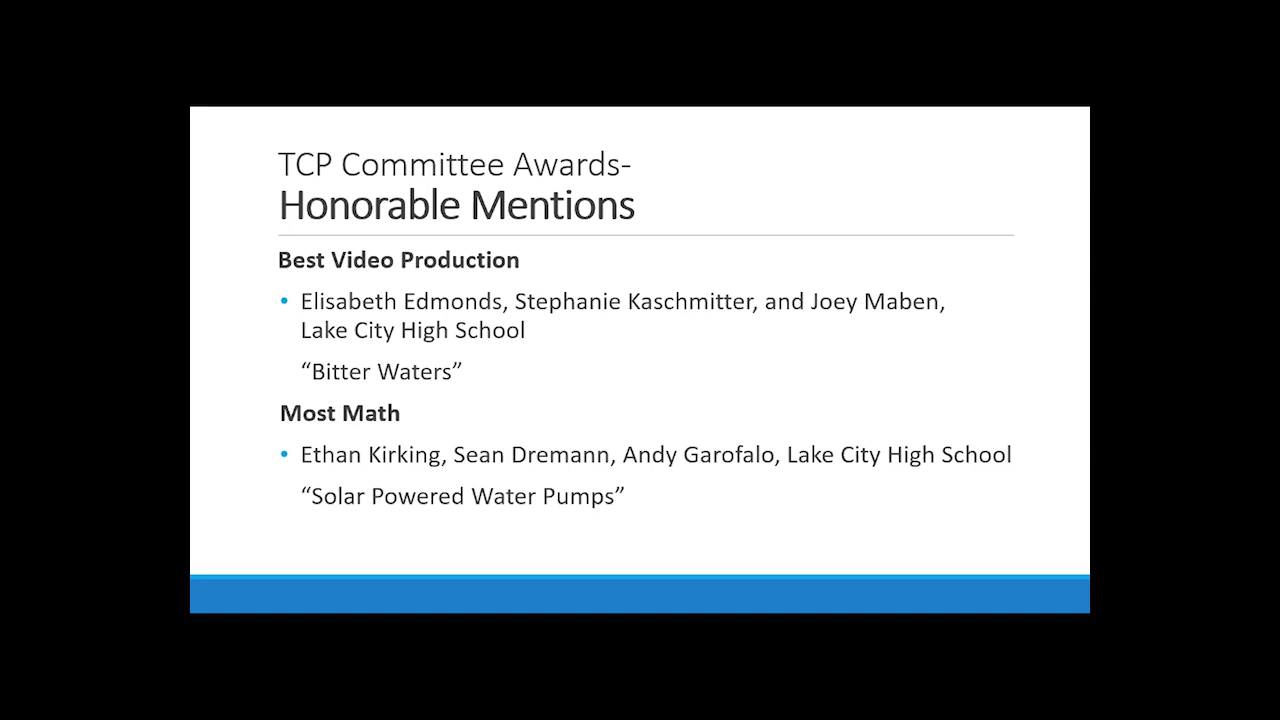 TCP Committee Awards-
Honorable Mentions
Best Video Production
• Elisabeth Edmonds, Stephanie Kaschmitter, and Joey Maben,
Lake City High School
“Bitter Waters”
Most Math
• Ethan Kirking, Sean Dremann, Andy Garofalo, Lake City High School
“Solar Powered Water Pumps”